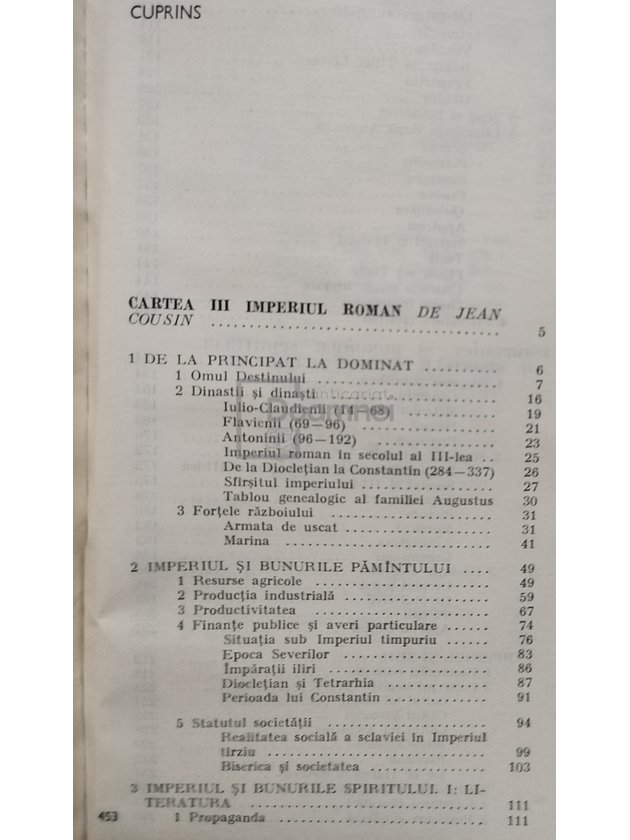 CUPRINS
CARTEA III IMPERIUL ROMAN DE JEAN
COUSIN ........................................ 5
1 DE LA PRINCIPAT LA DOMINAT .......... 6
1 Omul Destinului ........................ 7
2 Dinastii și dinaști ........................ 16
Iulio-Claudienii (14—68) ............... 19
Flavienii (69—96) ...................... 21
Antoninii (96—192) .................... 23
Imperiul roman în secolul al III-lea .. 25
De la Diocleţian la Constantin (284—337) 26
Sfîrşitul imperiului .................... 27
Tablou genealogic al familiei Augustus 30
3 Forţele războiului ...................... 31
Armata de uscat ...................... 31
Marina .............................. 41
2 IMPERIUL ŞI BUNURILE PĂMÎNTULUI .... 49
1 Resurse agricole ........................ 49
2 Producţia industrială .................... 59
3 Productivitatea ........................ 67
4 Finanţe publice şi averi particulare ........ 74
Situaţia sub Imperiul timpuriu ...... 76
Epoca Severilor ...................... 83
Împăraţii iliri ........................ 86
Diocleţian şi Tetrarhia .............. 87
Perioada lui Constantin .............. 91
5 Statutul societăţii ...................... 94
Realitatea socială a sclaviei în Imperiul
tîrziu .............................. 99
Biserica şi societatea ................ 103
3 IMPERIUL ŞI BUNURILE SPIRITULUI I: LI-
TERATURA .............................. 111
453 1 Propaganda ............................ 111